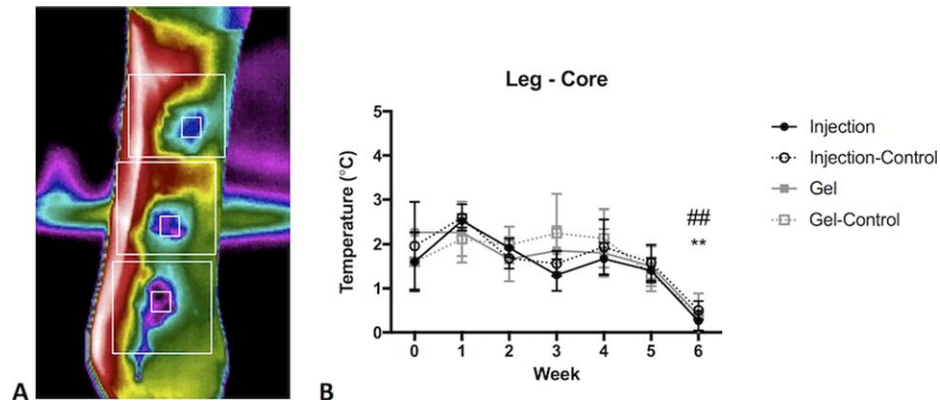 A
B
Leg - Core
Temperature (°C)
5
4
3
2
1
0
##
**
0 1 2 3 4 5 6
Week
Injection
Injection-Control
Gel
Gel-Control